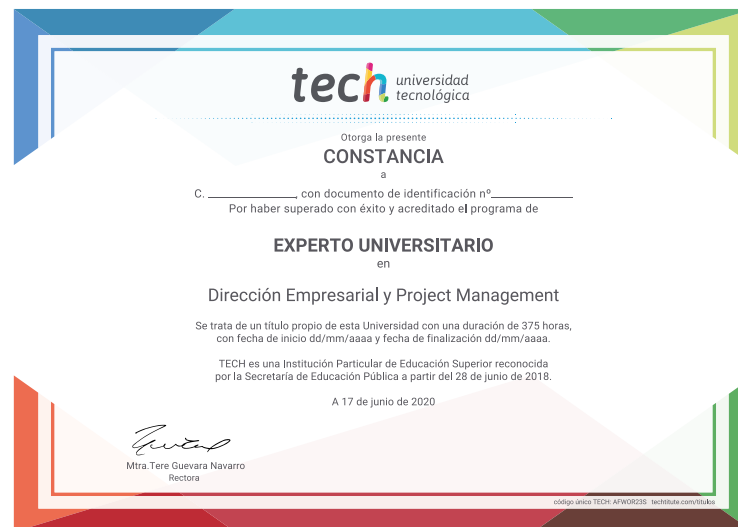 tech universidad
tecnológica
Otorga la presente
CONSTANCIA
a
C. ________________, con documento de identificación nº______________
Por haber superado con éxito y acreditado el programa de
EXPERTO UNIVERSITARIO
en
Dirección Empresarial y Project Management
Se trata de un título propio de esta Universidad con una duración de 375 horas,
con fecha de inicio dd/mm/aaaa y fecha de finalización dd/mm/aaaa.
TECH es una Institución Particular de Educación Superior reconocida
por la Secretaría de Educación Pública a partir del 28 de junio de 2018.
A 17 de junio de 2020
Mtra.Tere Guevara Navarro
Rectora
código único TECH: AFWOR23S techtitute.com/titulos